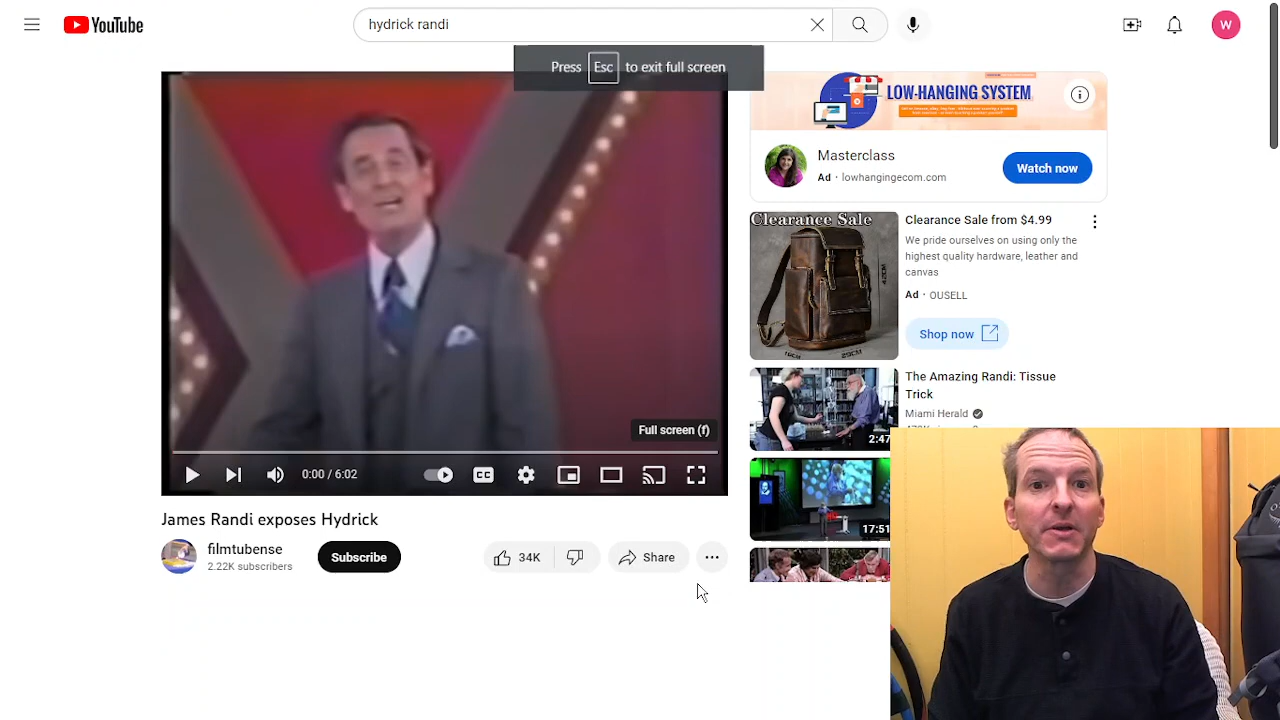 YouTube
hydrick randi
W
Press Esc to exit full screen
LOW-HANGING SYSTEM
Masterclass
Ad · lowhangingecom.com
Watch now
Clearance Sale
Clearance Sale from $4.99
We pride ourselves on using only the
highest quality hardware, leather and
canvas
Ad · OUSELL
Shop now
The Amazing Randi: Tissue
Trick
Miami Herald
2:47
17:51
Full screen (f)
0:00 / 6:02
CC
James Randi exposes Hydrick
filmtubense
2.22K subscribers
Subscribe
34K
Share